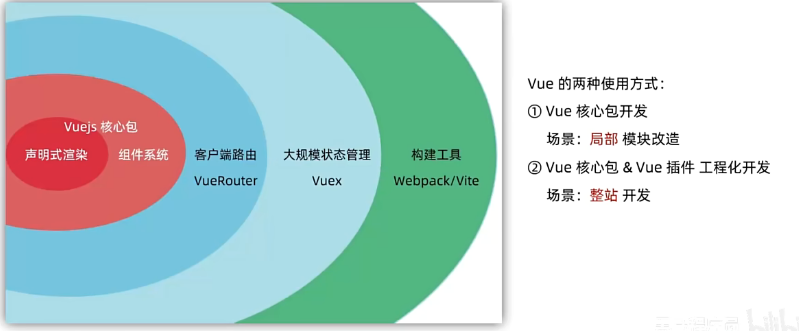 Vuejs 核心包
声明式渲染
组件系统
客户端路由
VueRouter
大规模状态管理
Vuex
构建工具
Webpack/Vite
Vue 的两种使用方式：
① Vue 核心包开发
场景：局部 模块改造
② Vue 核心包 & Vue 插件 工程化开发
场景：整站 开发